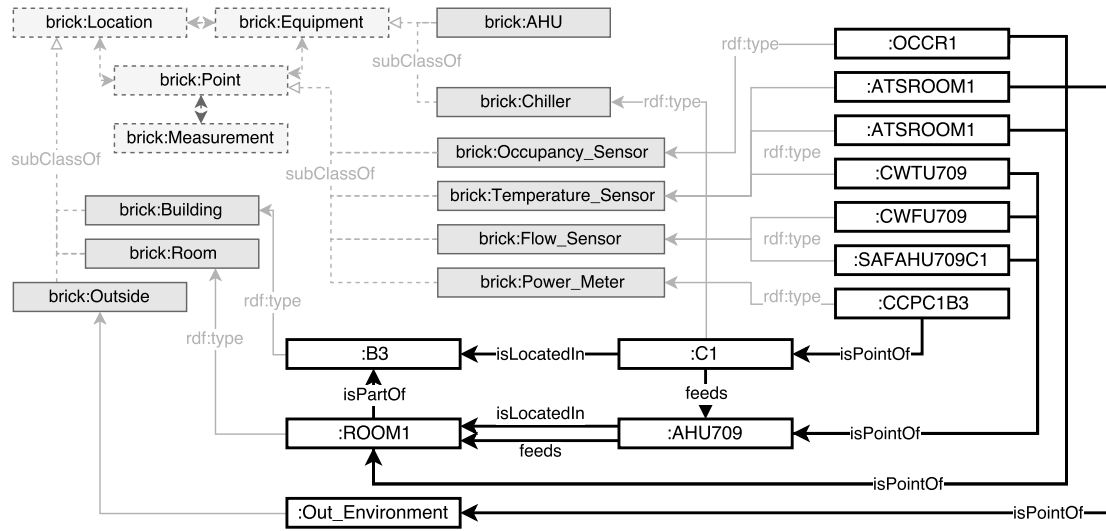 brick:Location
brick:Equipment
brick:AHU
:OCCR1
rdf:type
subClassOf
brick:Point
:ATSROOM1
brick:Chiller
rdf:type
brick:Measurement
:ATSROOM1
subClassOf
brick:Occupancy_Sensor
rdf:type
subClassOf
:CWTU709
brick:Temperature_Sensor
brick:Building
:CWFU709
brick:Flow_Sensor
rdf:type
brick:Room
:SAFAHU709C1
brick:Power_Meter
rdf:type
brick:Outside
rdf:type
:CCPC1B3
rdf:type
:B3
isLocatedIn
:C1
isPointOf
isPartOf
feeds
isLocatedIn
:ROOM1
:AHU709
isPointOf
feeds
isPointOf
:Out_Environment
isPointOf